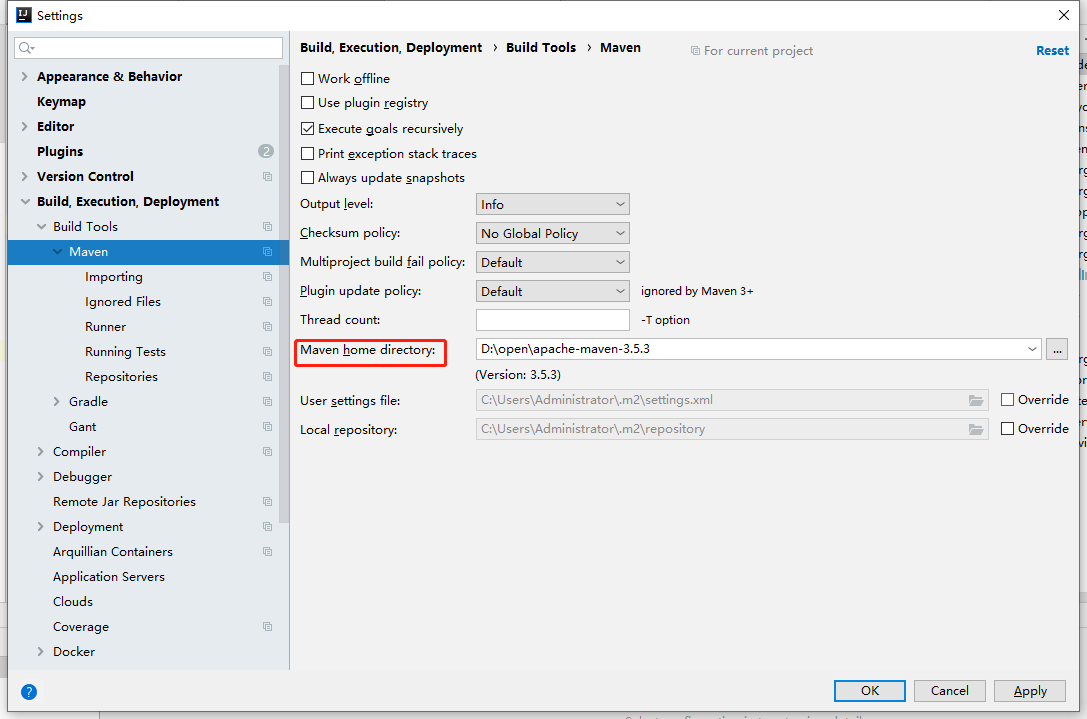 Settings
Build, Execution, Deployment › Build Tools › Maven For current project Reset
Appearance & Behavior
Keymap
Editor
Plugins 2
Version Control
Build, Execution, Deployment
Build Tools
Maven
Importing
Ignored Files
Runner
Running Tests
Repositories
Gradle
Gant
Compiler
Debugger
Remote Jar Repositories
Deployment
Arquillian Containers
Application Servers
Clouds
Coverage
Docker
Work offline
Use plugin registry
Execute goals recursively
Print exception stack traces
Always update snapshots
Output level: Info
Checksum policy: No Global Policy
Multiproject build fail policy: Default
Plugin update policy: Default ignored by Maven 3+
Thread count: -T option
Maven home directory: D:\open\apache-maven-3.5.3 ...
(Version: 3.5.3)
User settings file: C:\Users\Administrator\.m2\settings.xml Override
Local repository: C:\Users\Administrator\.m2\repository Override
? OK Cancel Apply